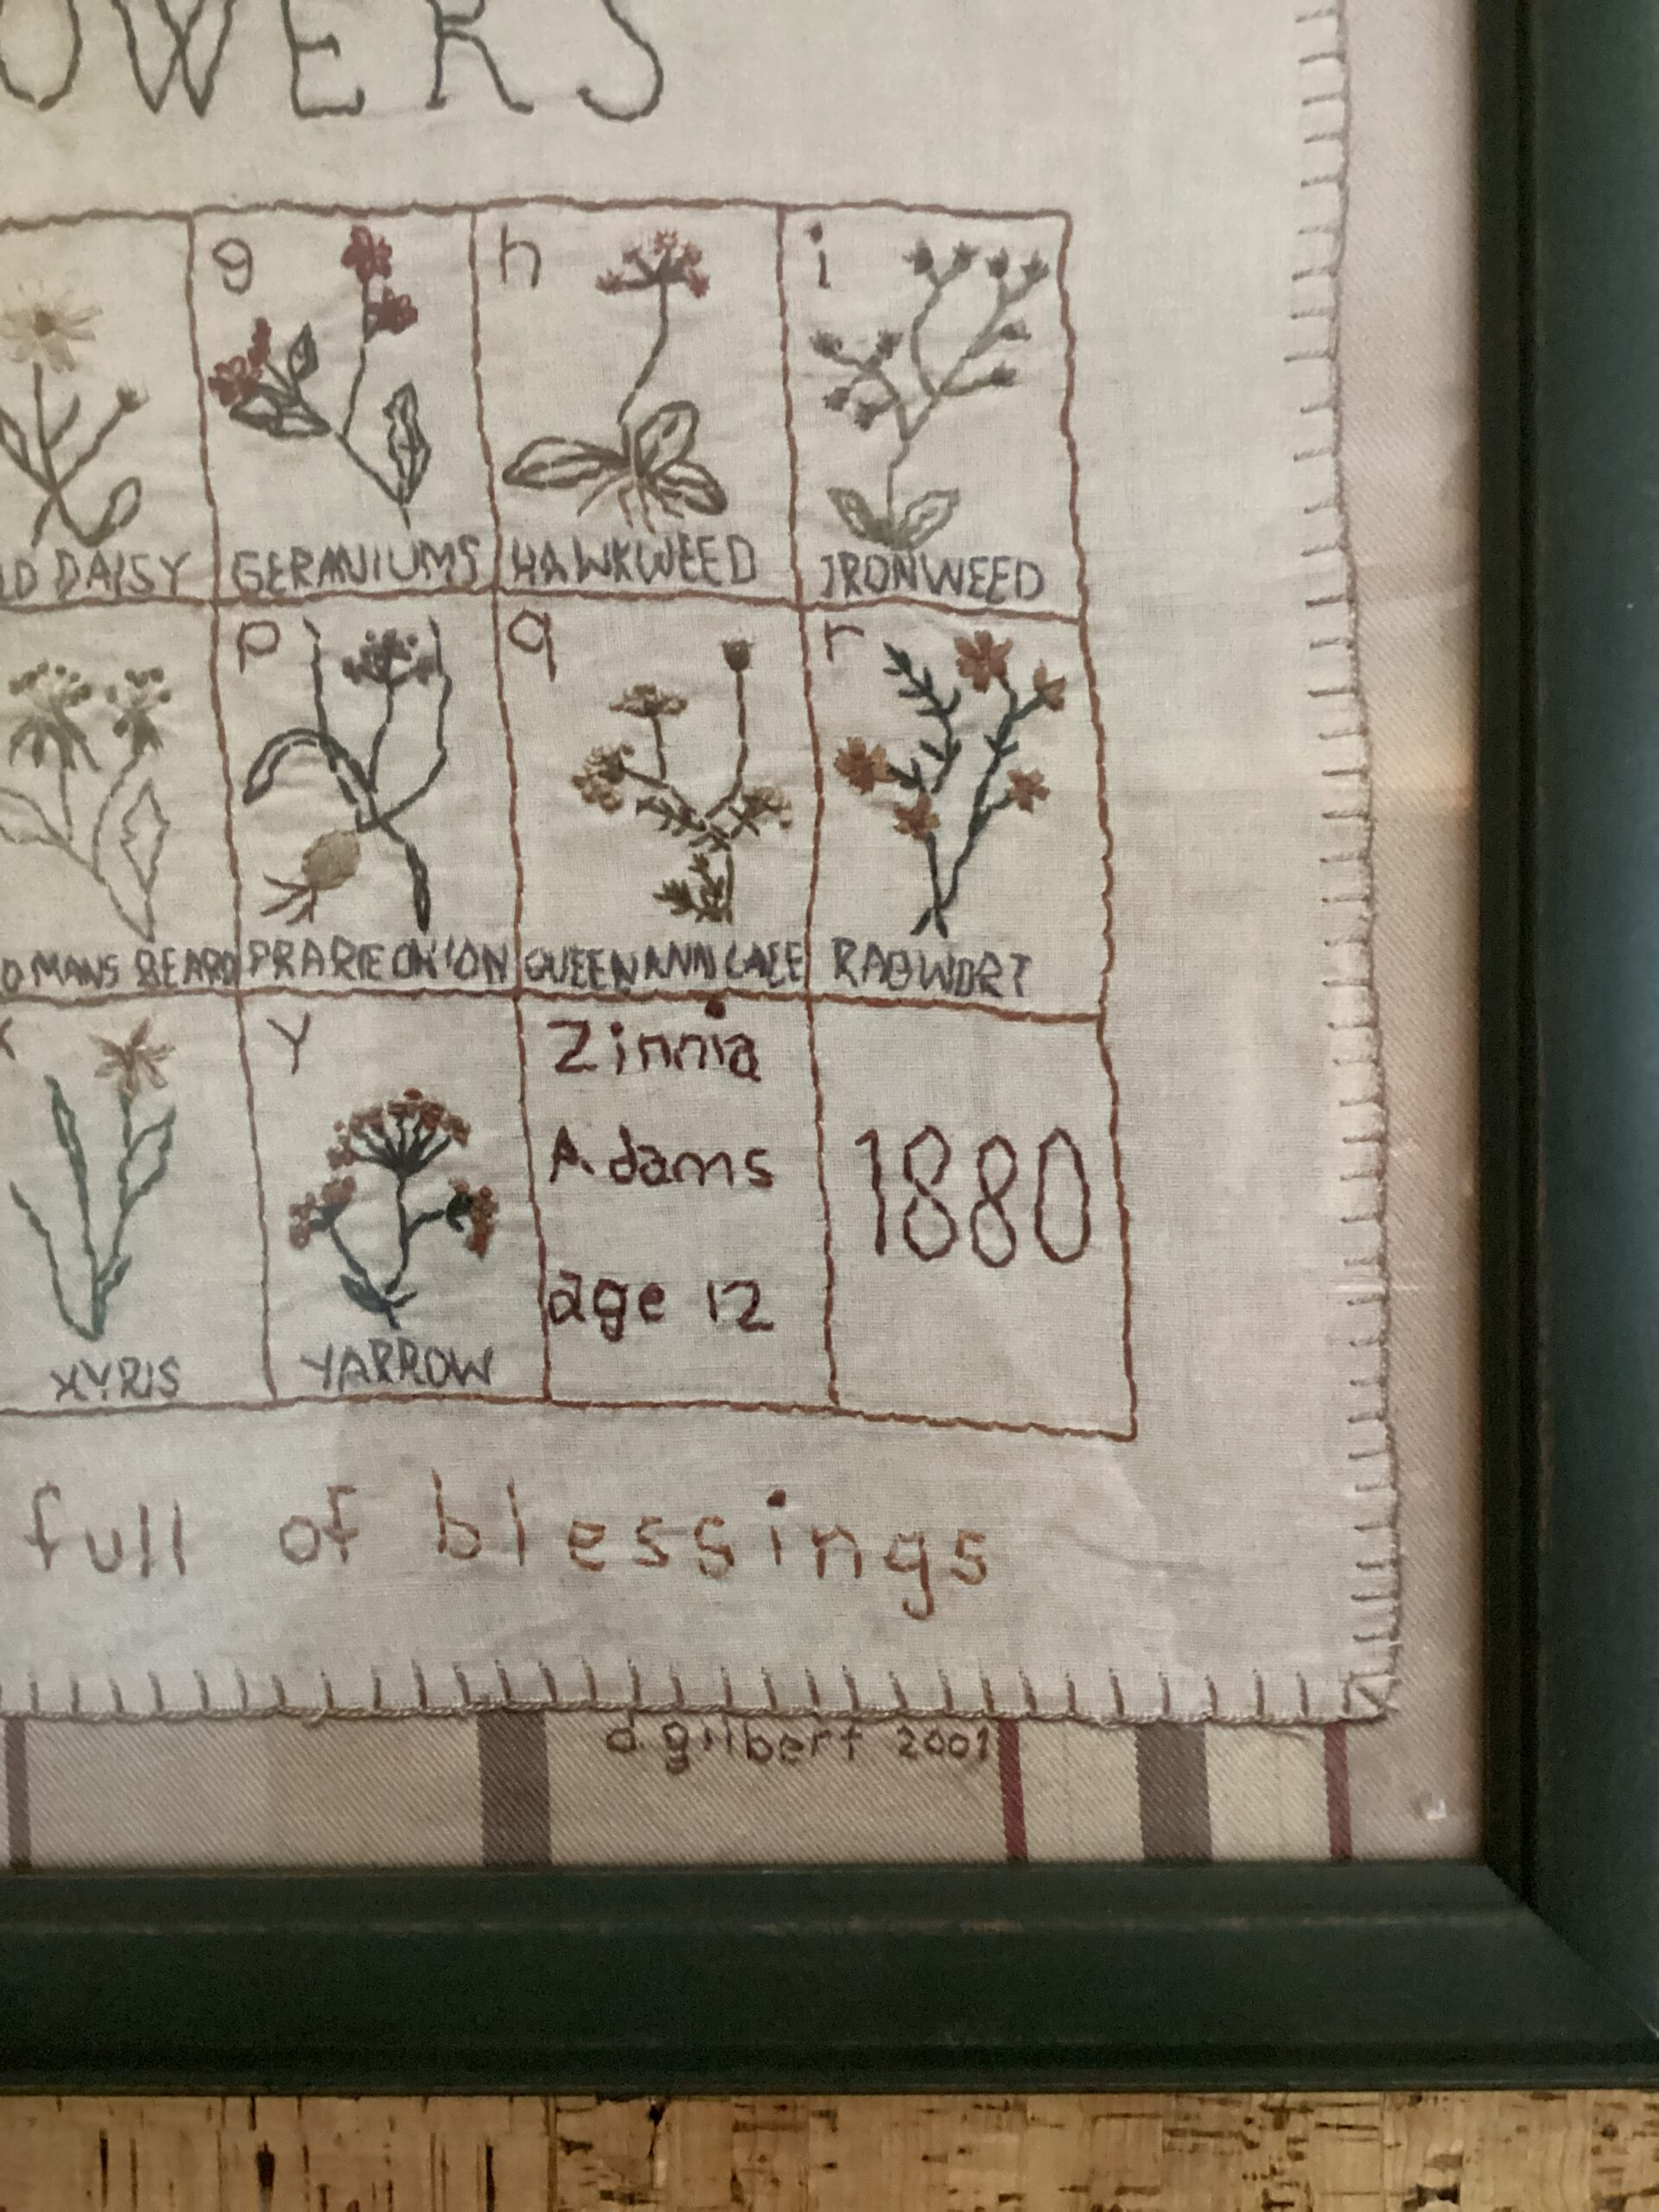 OWERS
g h i
LD DAISY GERANIUMS HAWKWEED IRONWEED
p q r
D MANS BEARD PRARIE ONION QUEEN ANN LACE RAGWORT
x y Zinnia
Adams
1880
age 12
XYRIS YARROW
full of blessings
d. gilbert 2001